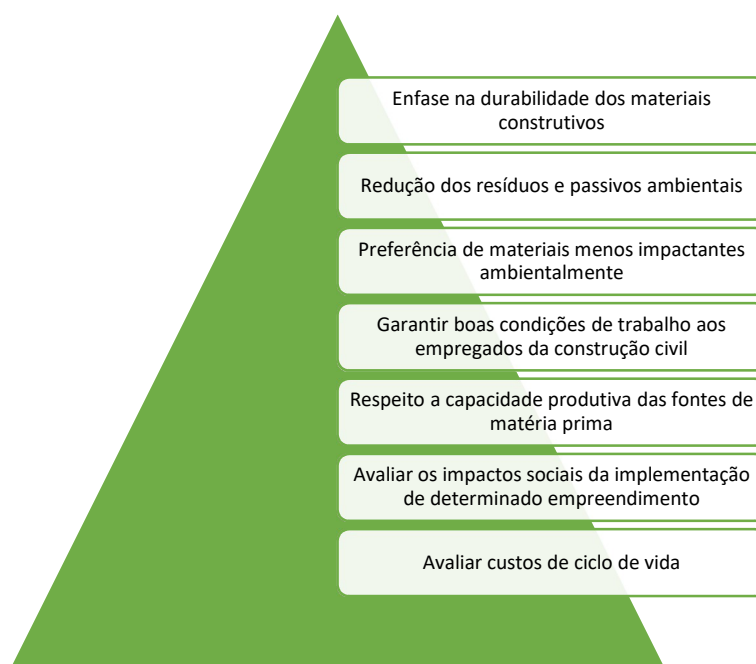 Enfase na durabilidade dos materiais
construtivos
Redução dos resíduos e passivos ambientais
Preferência de materiais menos impactantes
ambientalmente
Garantir boas condições de trabalho aos
empregados da construção civil
Respeito a capacidade produtiva das fontes de
matéria prima
Avaliar os impactos sociais da implementação
de determinado empreendimento
Avaliar custos de ciclo de vida